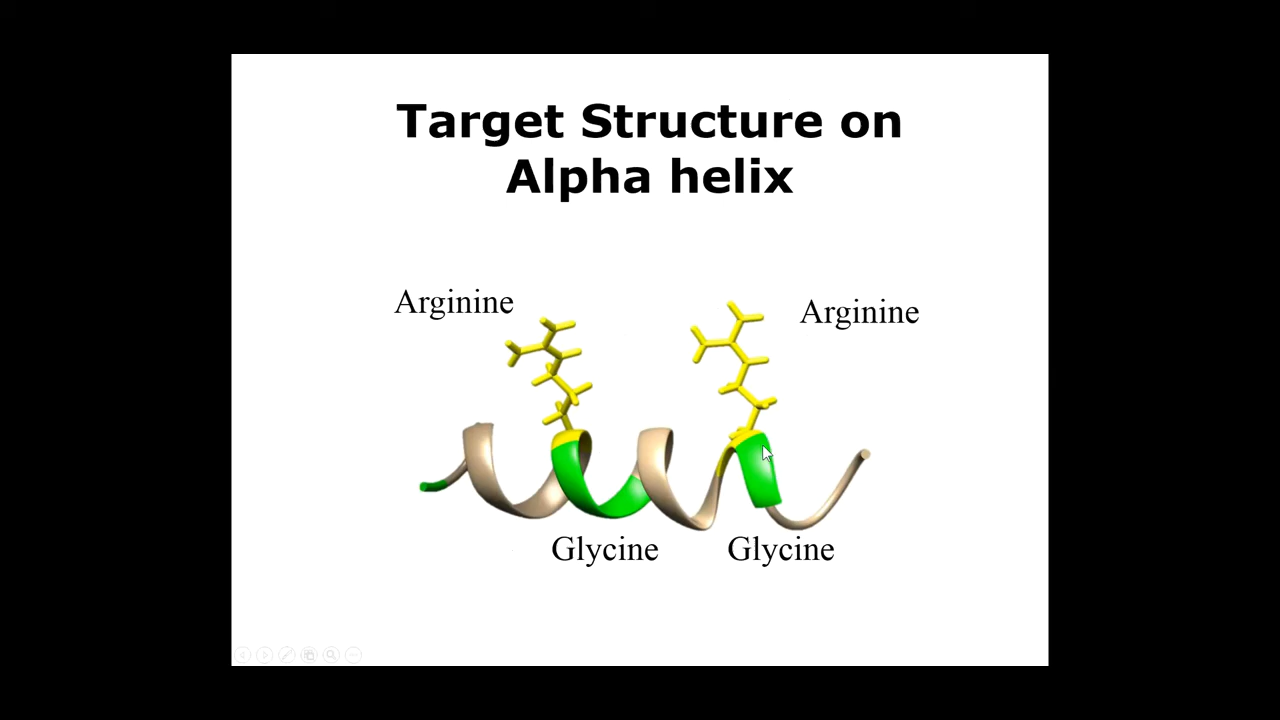 Target Structure on
Alpha helix
Arginine
Arginine
Glycine
Glycine